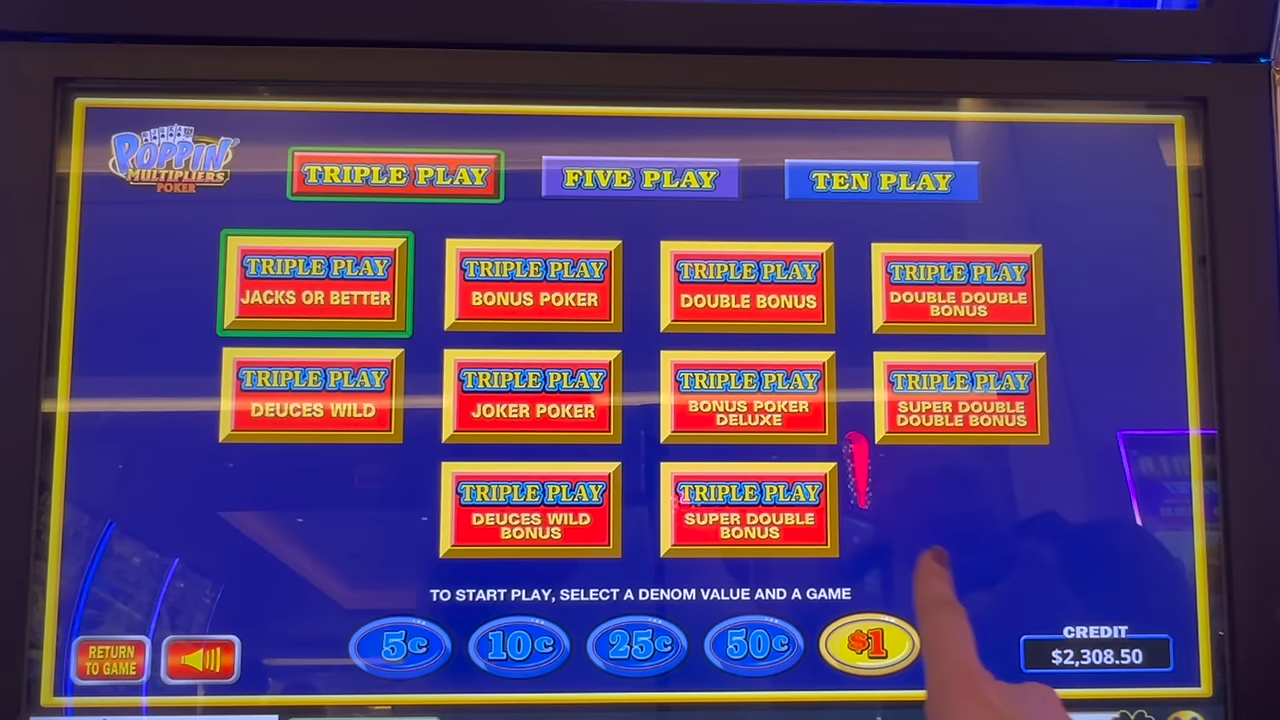 POPPIN'
MULTIPLIERS
POKER
TRIPLE PLAY
FIVE PLAY
TEN PLAY
TRIPLE PLAY
JACKS OR BETTER
TRIPLE PLAY
BONUS POKER
TRIPLE PLAY
DOUBLE BONUS
TRIPLE PLAY
DOUBLE DOUBLE
BONUS
TRIPLE PLAY
DEUCES WILD
TRIPLE PLAY
JOKER POKER
TRIPLE PLAY
BONUS POKER
DELUXE
TRIPLE PLAY
SUPER DOUBLE
DOUBLE BONUS
TRIPLE PLAY
DEUCES WILD
BONUS
TRIPLE PLAY
SUPER DOUBLE
BONUS
TO START PLAY, SELECT A DENOM VALUE AND A GAME
RETURN
TO GAME
5¢
10¢
25¢
50¢
$1
CREDIT
$2,308.50